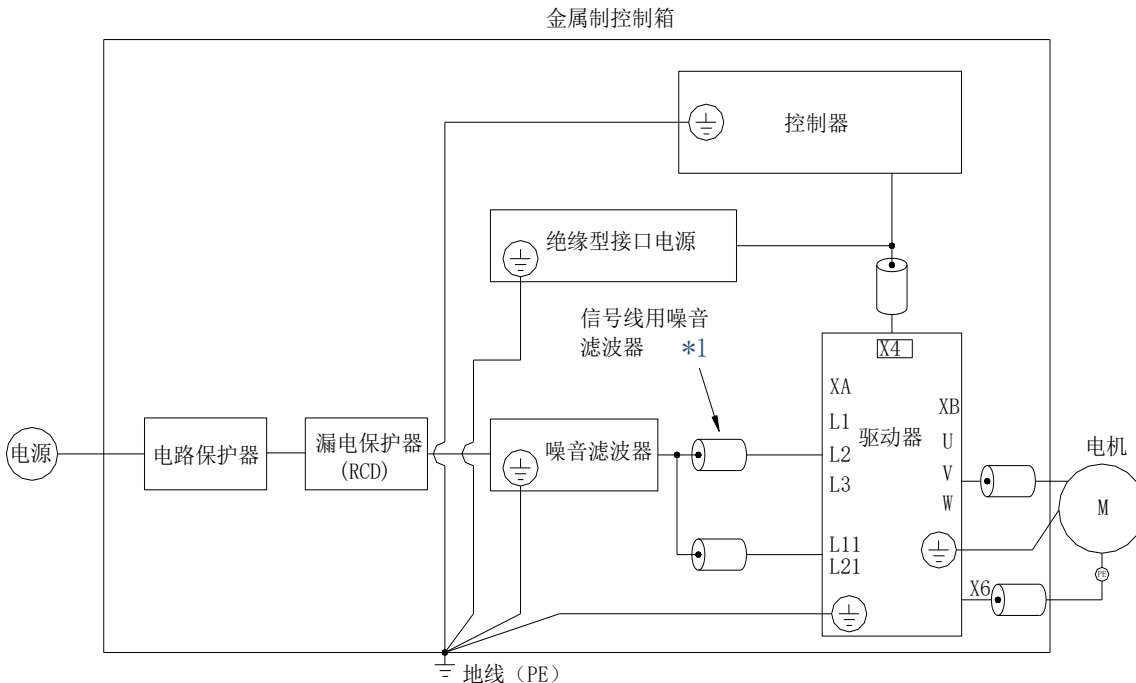 金属制控制箱
控制器
绝缘型接口电源
信号线用噪音
滤波器 *1
X4
XA
XB
L1
驱动器
U
电源
电路保护器
漏电保护器
(RCD)
噪音滤波器
L2
L3
V
W
电机
M
L11
L21
PE
X6
地线（PE）